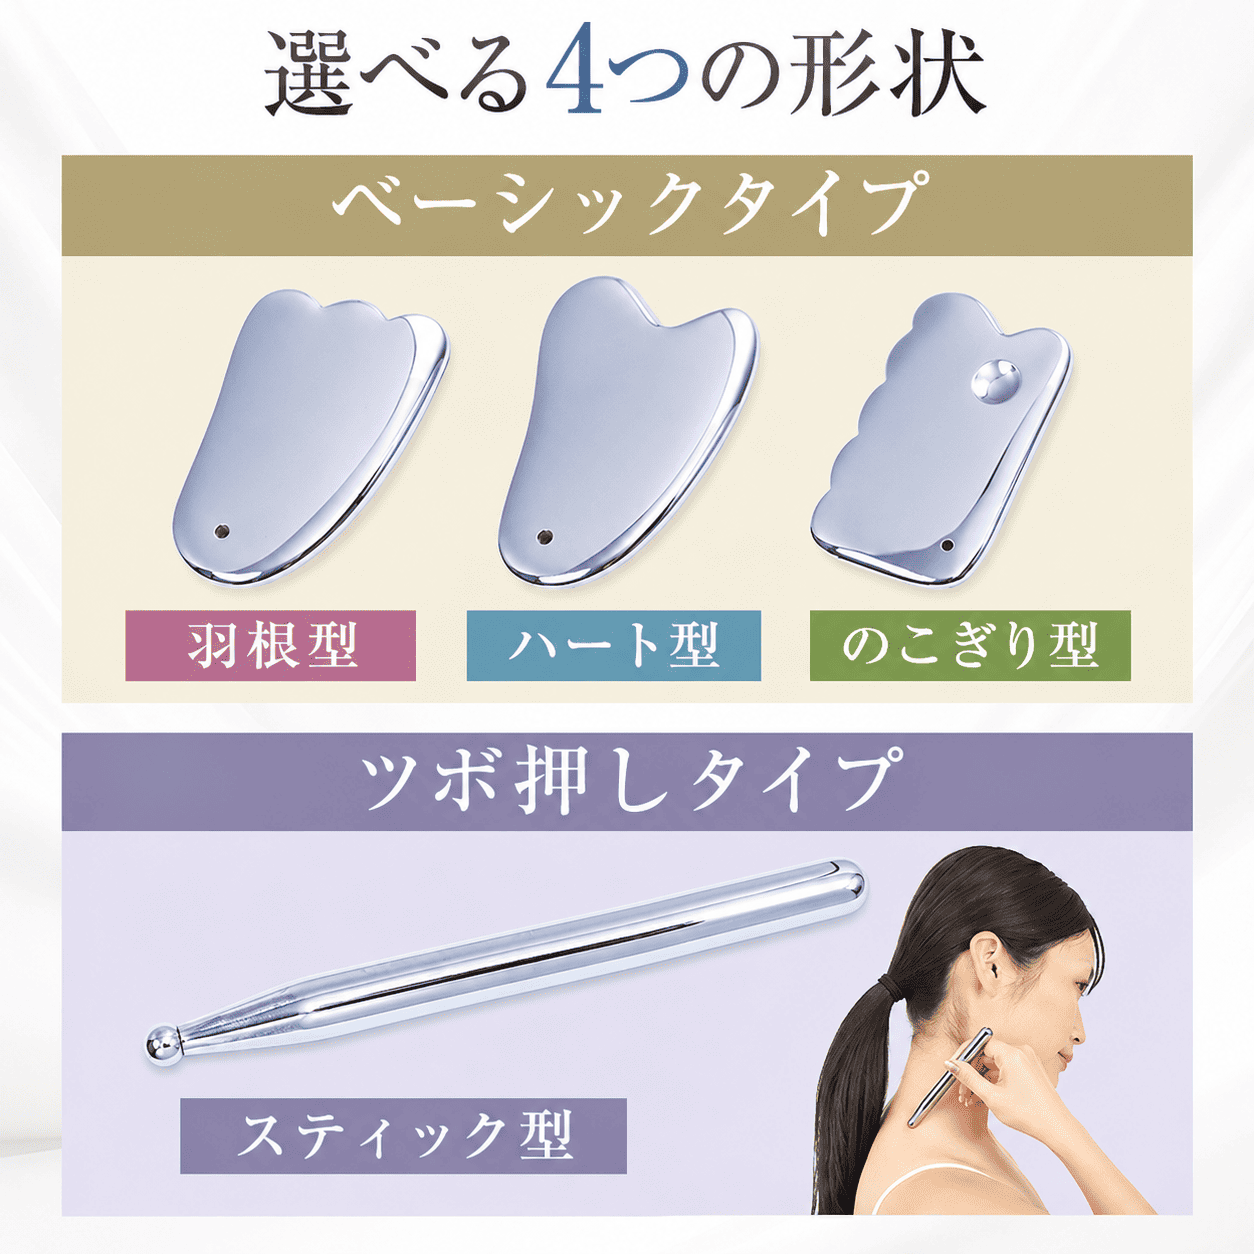 選べる4つの形状
ベーシックタイプ
羽根型
ハート型
のこぎり型
ツボ押しタイプ
スティック型